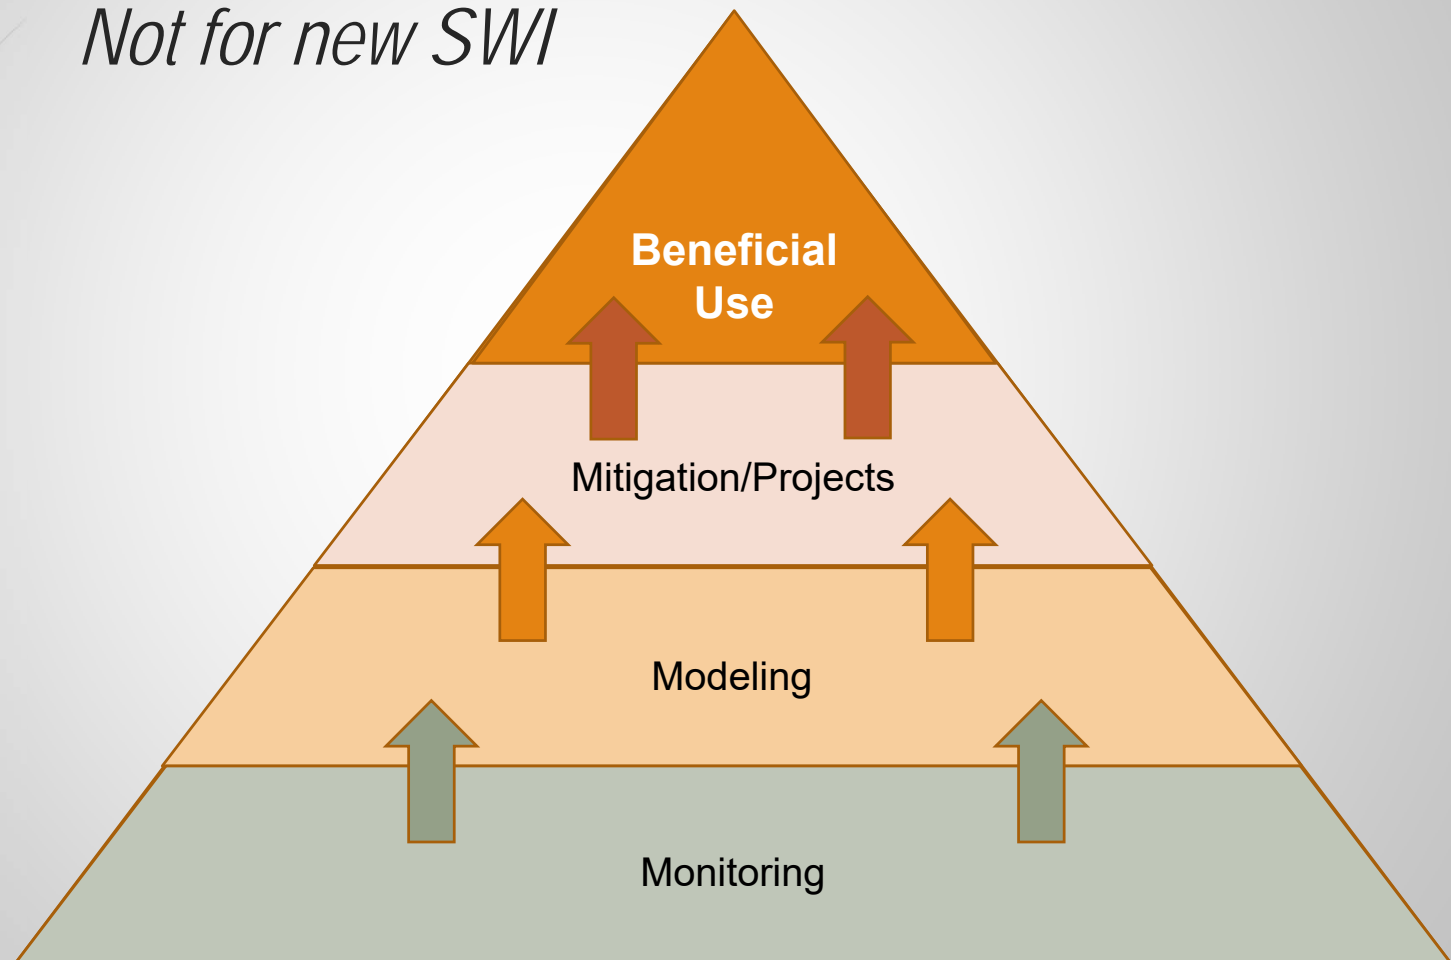 Not for new SWI
Beneficial
Use
Mitigation/Projects
Modeling
Monitoring